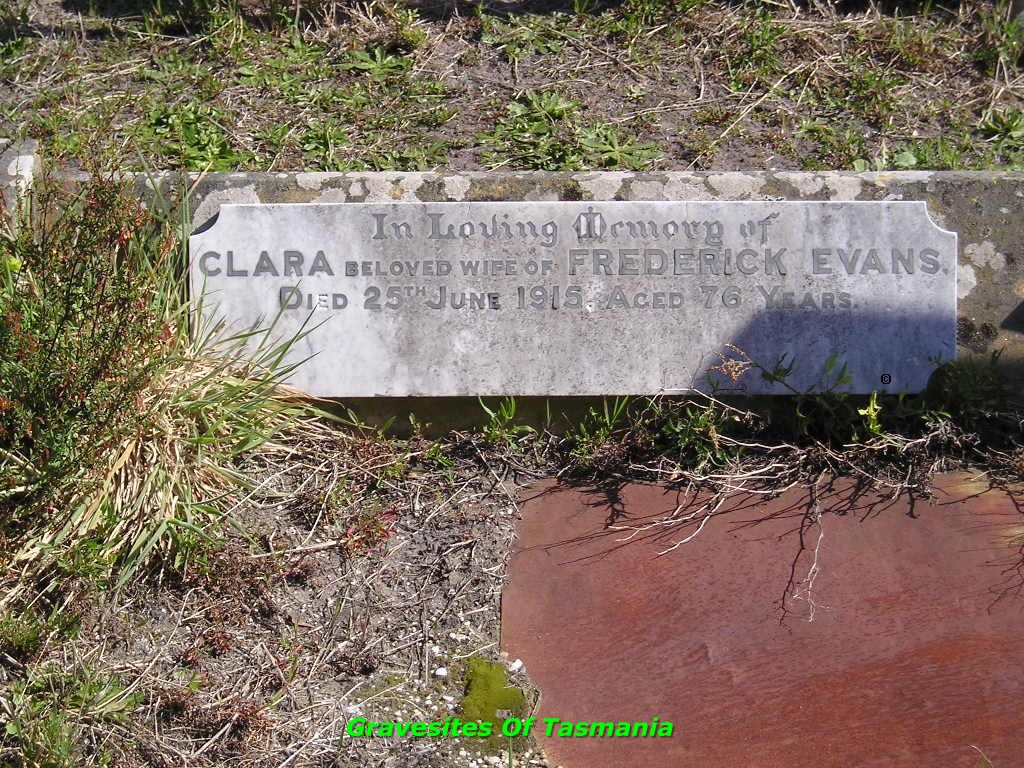 In Loving Memory of
CLARA BELOVED WIFE OF FREDERICK EVANS.
DIED 25TH JUNE 1915. AGED 76 YEARS.
©
Gravesites Of Tasmania